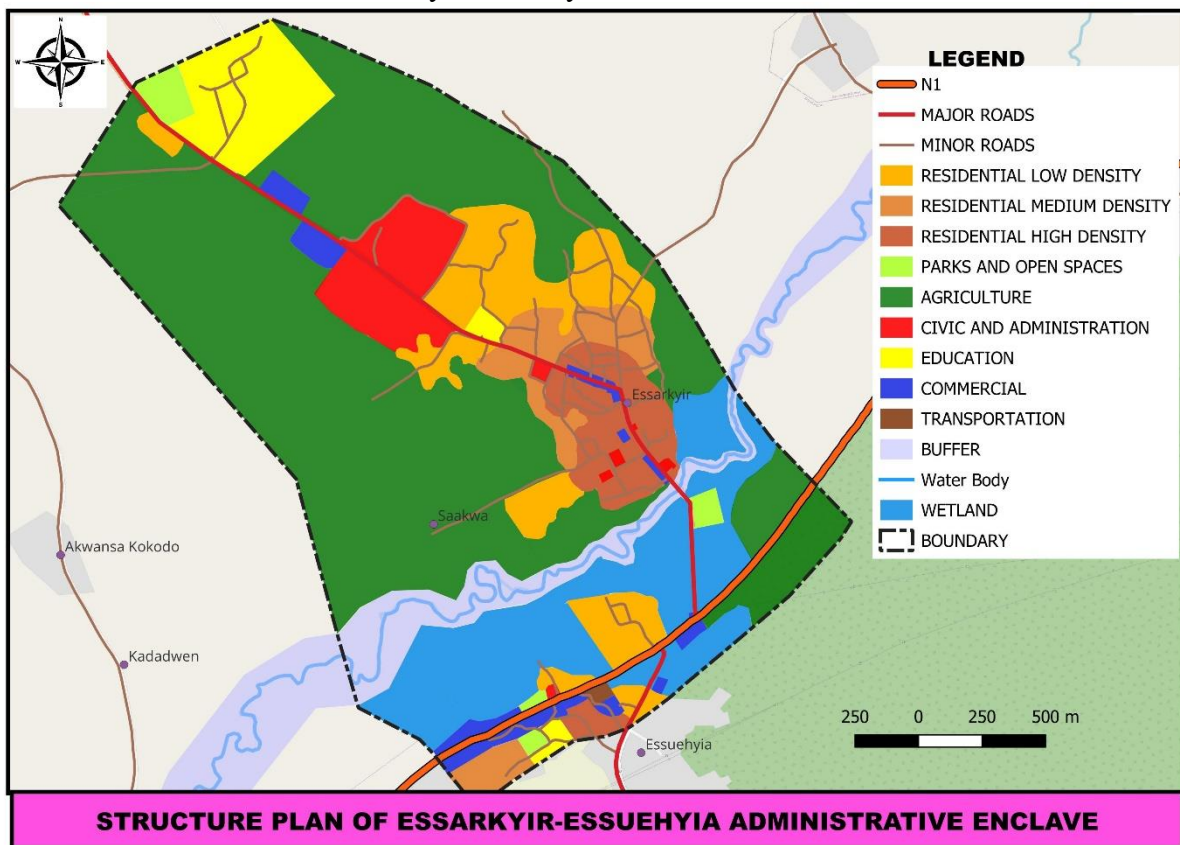 N
W
E
S
LEGEND
N1
MAJOR ROADS
MINOR ROADS
RESIDENTIAL LOW DENSITY
RESIDENTIAL MEDIUM DENSITY
RESIDENTIAL HIGH DENSITY
PARKS AND OPEN SPACES
AGRICULTURE
CIVIC AND ADMINISTRATION
EDUCATION
COMMERCIAL
TRANSPORTATION
BUFFER
Water Body
WETLAND
BOUNDARY
Essarkyir
Saakwa
Akwansa Kokodo
Kadadwen
Essuehyia
250 0 250 500 m
STRUCTURE PLAN OF ESSARKYIR-ESSUEHYIA ADMINISTRATIVE ENCLAVE